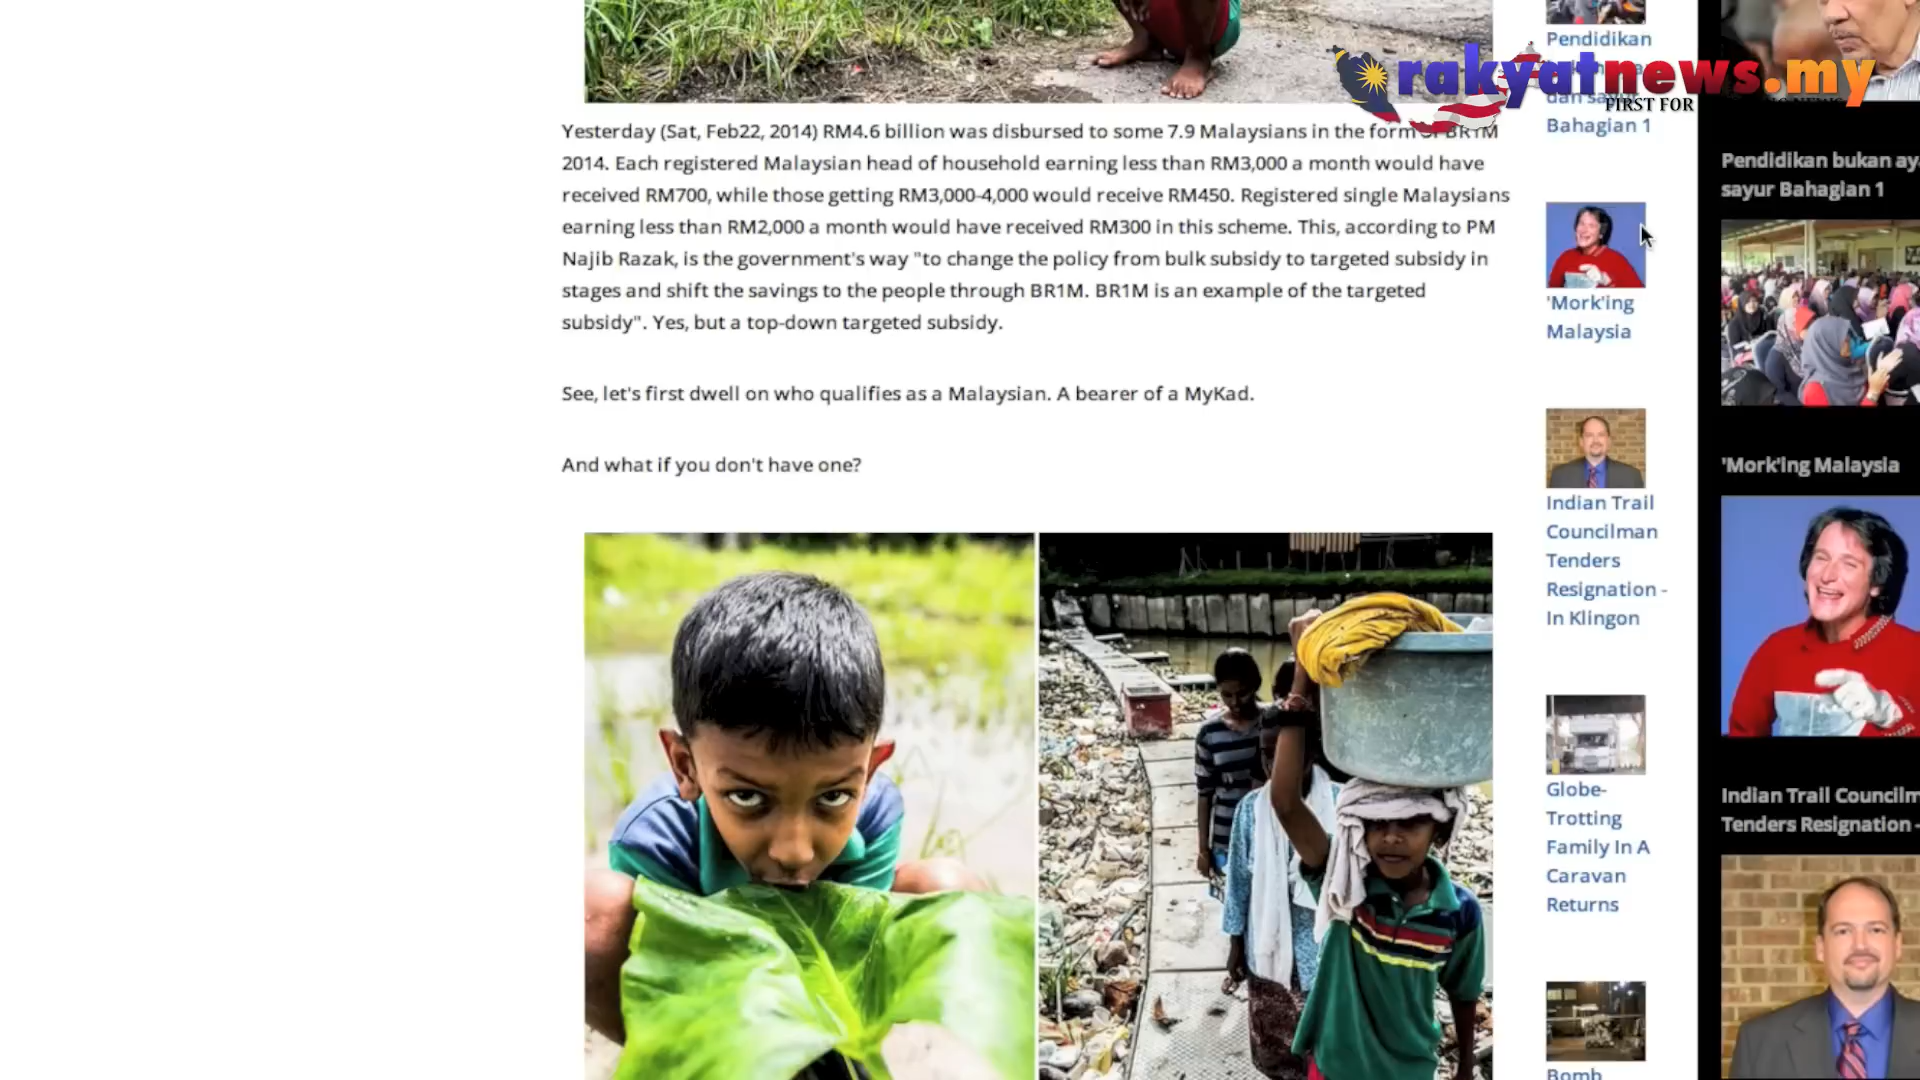 rakyatnews.my
FIRST FOR
Yesterday (Sat, Feb22, 2014) RM4.6 billion was disbursed to some 7.9 Malaysians in the form of BR1M
2014. Each registered Malaysian head of household earning less than RM3,000 a month would have
received RM700, while those getting RM3,000-4,000 would receive RM450. Registered single Malaysians
earning less than RM2,000 a month would have received RM300 in this scheme. This, according to PM
Najib Razak, is the government's way "to change the policy from bulk subsidy to targeted subsidy in
stages and shift the savings to the people through BR1M. BR1M is an example of the targeted
subsidy". Yes, but a top-down targeted subsidy.
See, let's first dwell on who qualifies as a Malaysian. A bearer of a MyKad.
And what if you don't have one?
Pendidikan
dan sayur
Bahagian 1
'Mork'ing
Malaysia
Indian Trail
Councilman
Tenders
Resignation -
In Klingon
Globe-
Trotting
Family In A
Caravan
Returns
Bomb
Pendidikan bukan ay
sayur Bahagian 1
'Mork'ing Malaysia
Indian Trail Councilm
Tenders Resignation -